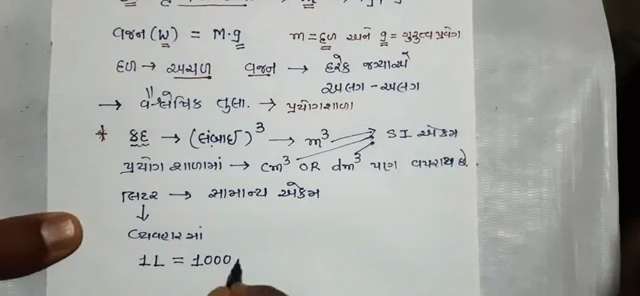 વજન (W) = M.g m = દળ અને g = ગુરુત્વ પ્રવેગ
દળ → અચળ વજન → દરેક જગ્યાએ
અલગ-અલગ
→ વૈશ્લેષિક તુલા. → પ્રયોગશાળા
* કદ → (લંબાઈ)³ → m³ → SI એકમ
પ્રયોગશાળામાં → cm³ OR dm³ પણ વપરાય છે.
લિટર → સામાન્ય એકમ
↓
વ્યવહારમાં
1L = 1000